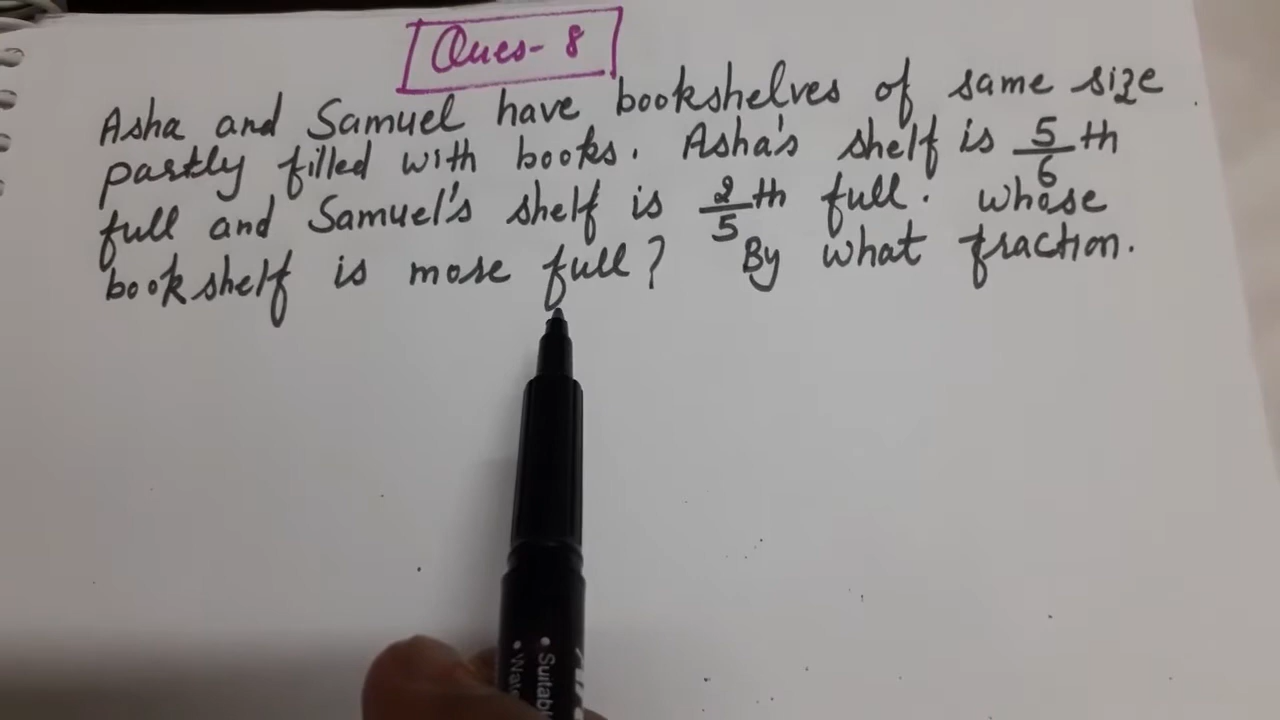 Ques- 8
Asha and Samuel have bookshelves of same size
partly filled with books. Asha's shelf is 5/6 th
full and Samuel's shelf is 2/5 th full. whose
bookshelf is more full? By what fraction.